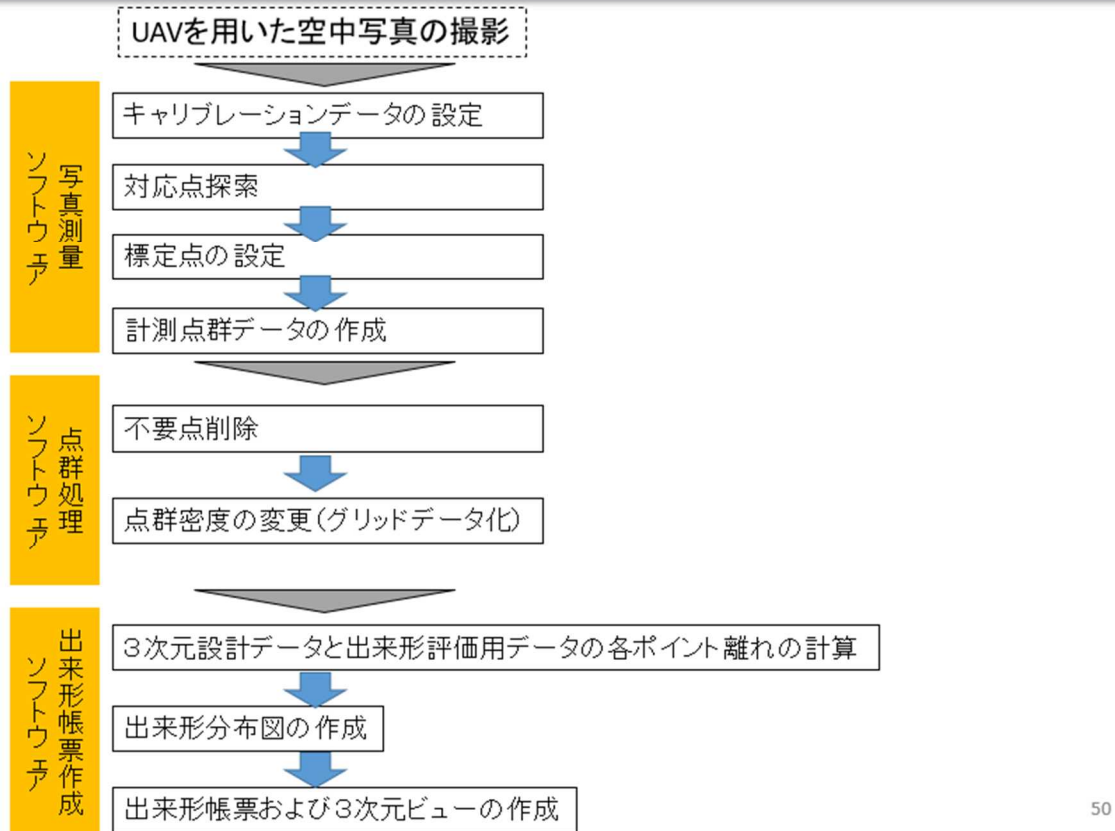 UAVを用いた空中写真の撮影
写真測量
ソフトウェア
キャリブレーションデータの設定
対応点探索
標定点の設定
計測点群データの作成
点群処理
ソフトウェア
不要点削除
点群密度の変更(グリッドデータ化)
出来形帳票作成
ソフトウェア
3次元設計データと出来形評価用データの各ポイント離れの計算
出来形分布図の作成
出来形帳票および3次元ビューの作成
50